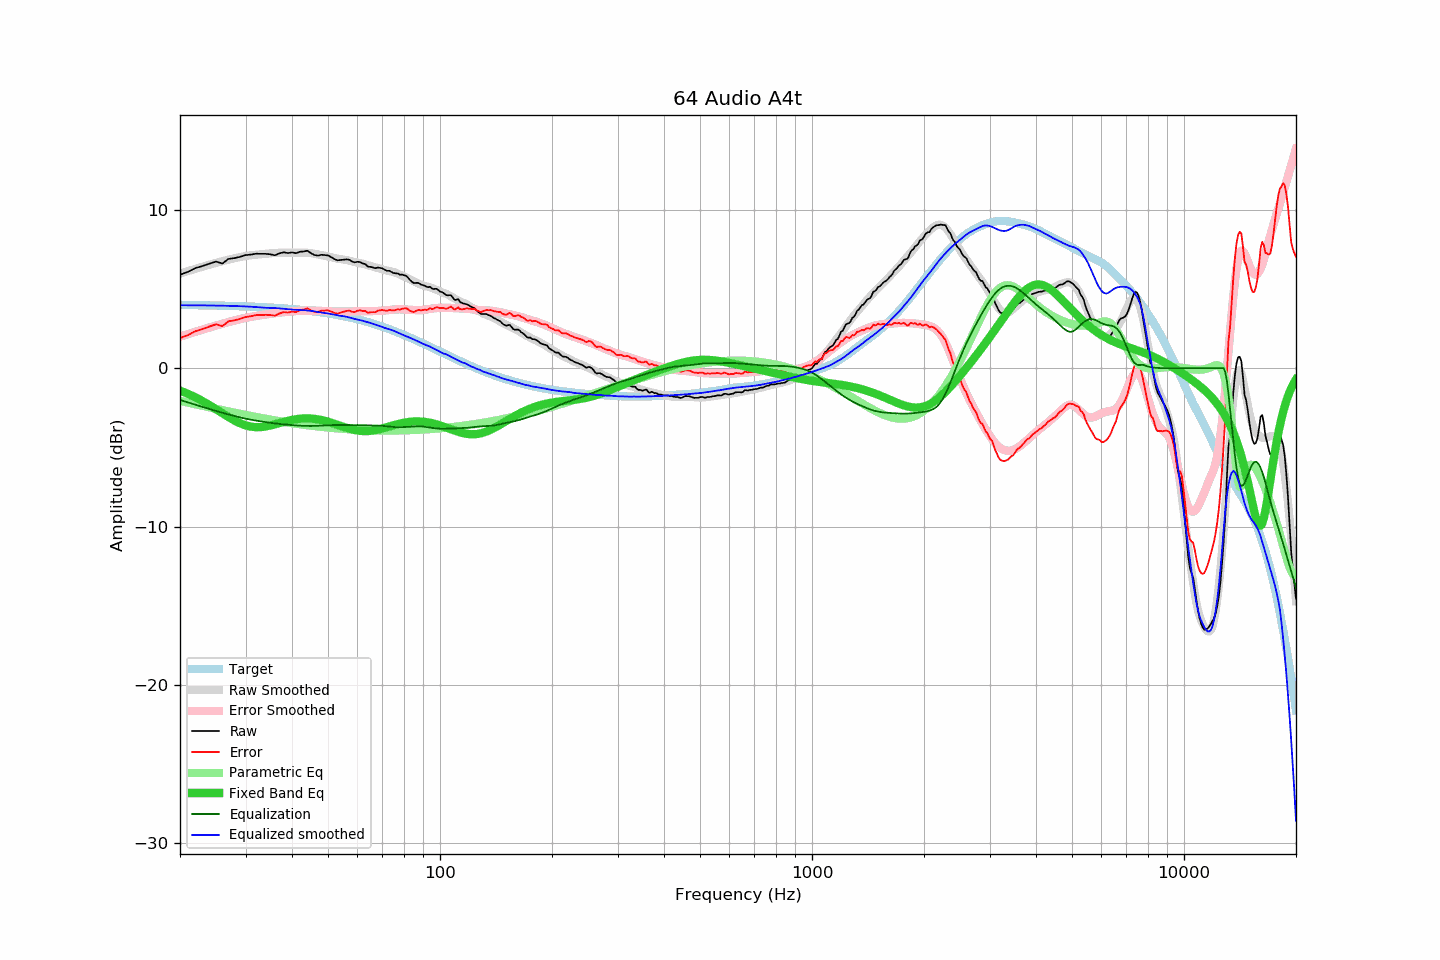 64 Audio A4t
Amplitude (dBr)
10
0
−10
−20
−30
Target
Raw Smoothed
Error Smoothed
Raw
Error
Parametric Eq
Fixed Band Eq
Equalization
Equalized smoothed
100
1000
10000
Frequency (Hz)